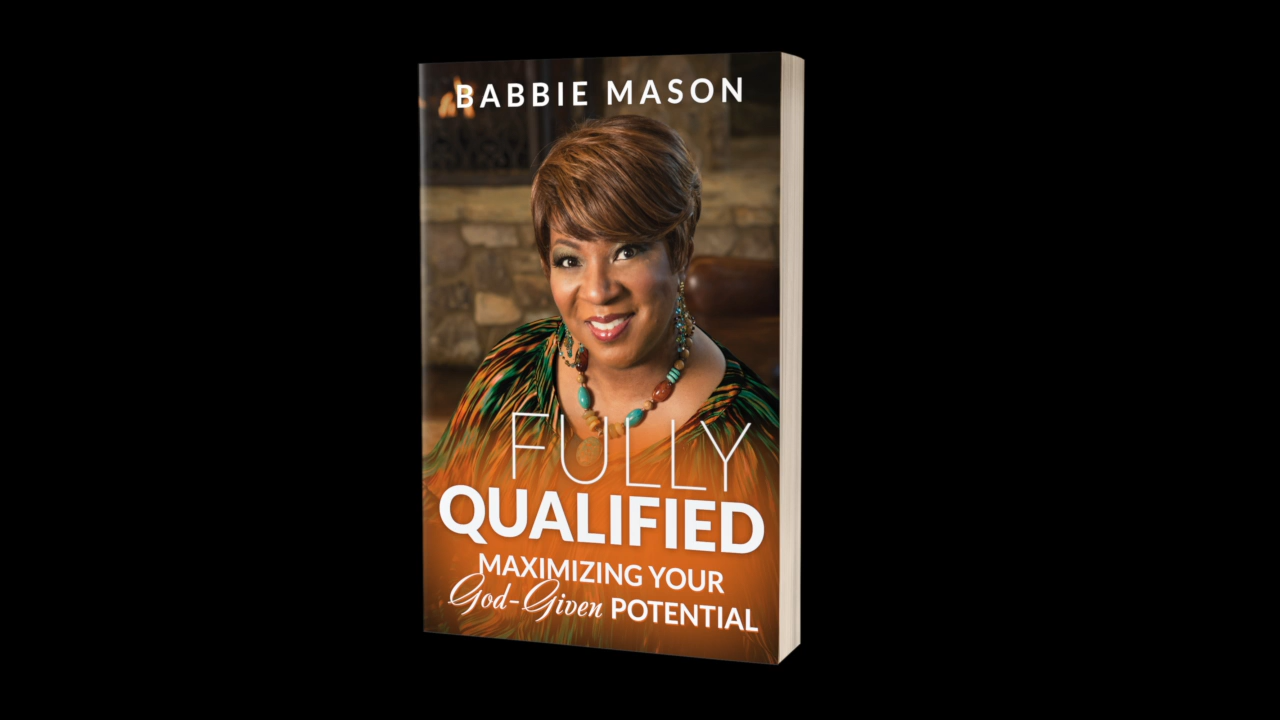 BABBIE MASON
FULLY
QUALIFIED
MAXIMIZING YOUR
God-Given POTENTIAL